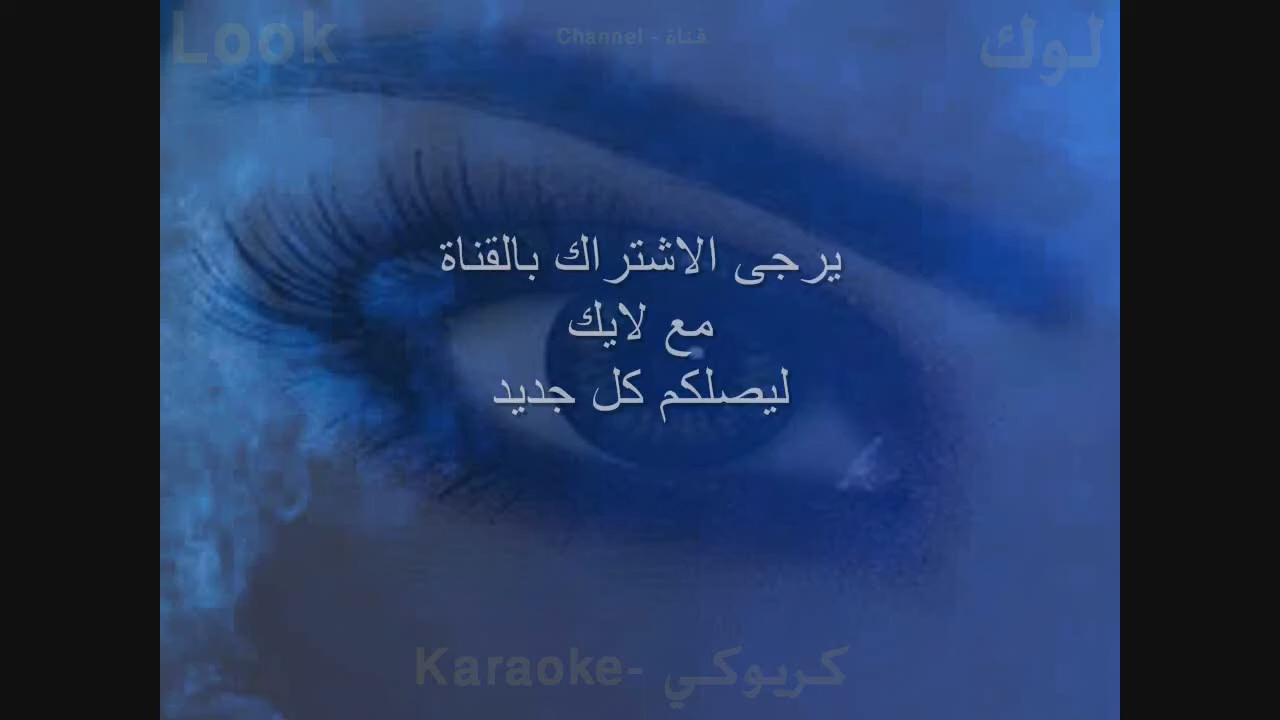 Look
Channel - قناة
لوك
يرجى الاشتراك بالقناة
مع لايك
ليصلكم كل جديد
Karaoke- كريوكي